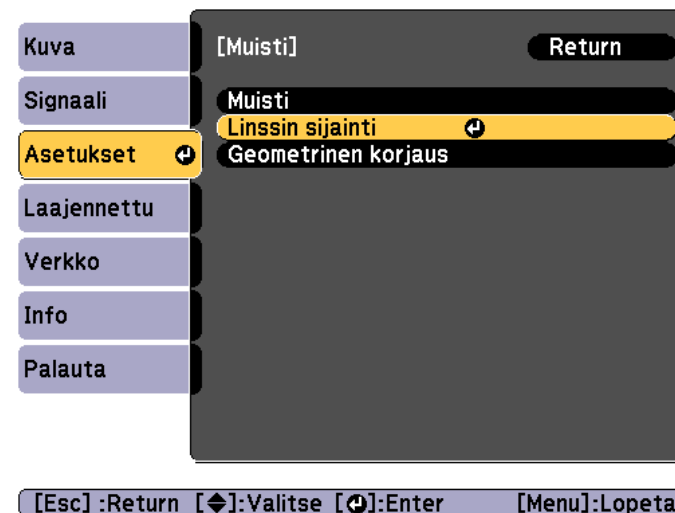 Kuva
Signaali
Asetukset
Laajennettu
Verkko
Info
Palauta
[Muisti] Return
Muisti
Linssin sijainti
Geometrinen korjaus
[Esc] :Return [◆]:Valitse [⏎]:Enter [Menu]:Lopeta